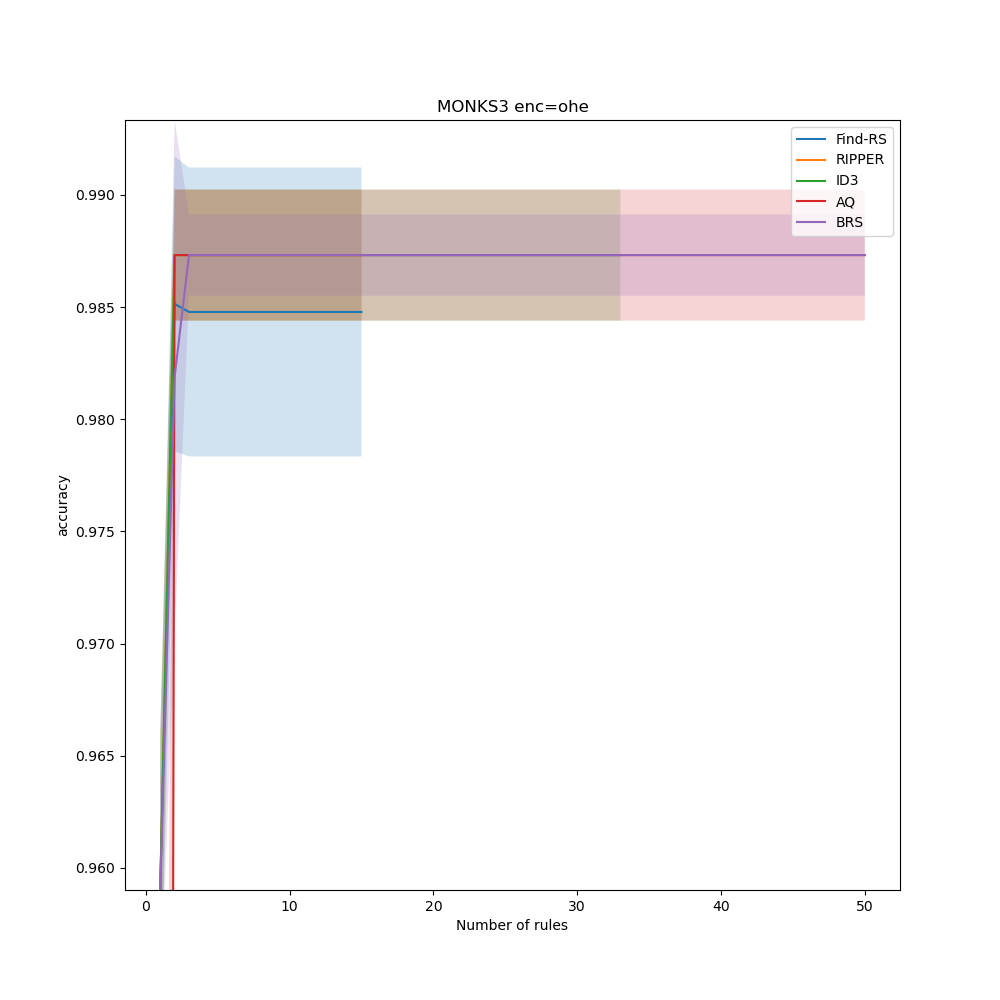 MONKS3 enc=ohe
Find-RS
RIPPER
ID3
AQ
BRS
accuracy
0.990
0.985
0.980
0.975
0.970
0.965
0.960
0
10
20
30
40
50
Number of rules